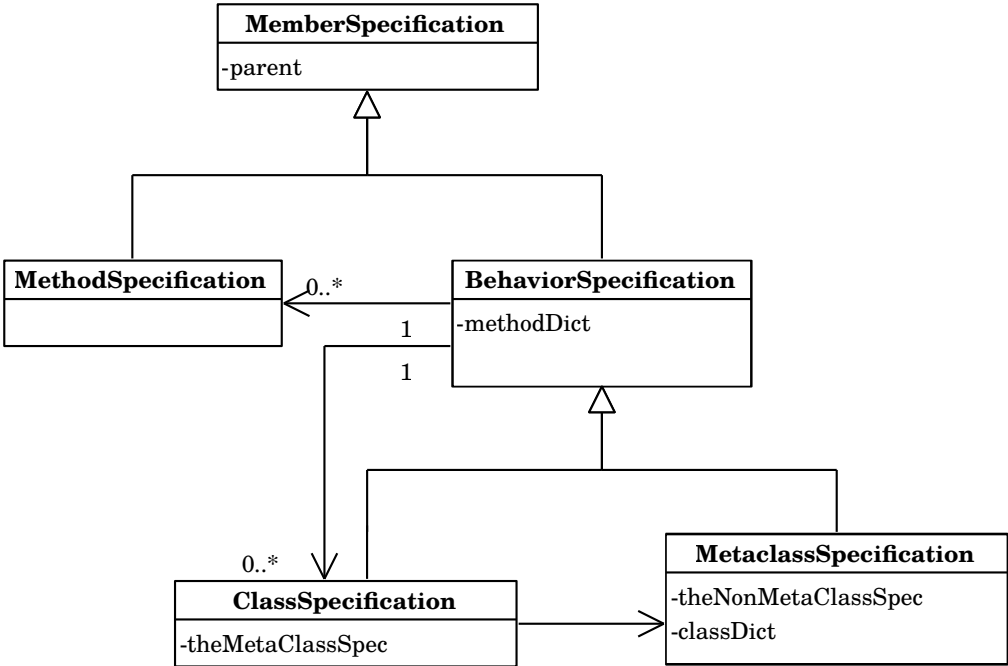 MemberSpecification
-parent
MethodSpecification
BehaviorSpecification
-methodDict
0..*
1
1
0..*
ClassSpecification
-theMetaClassSpec
MetaclassSpecification
-theNonMetaClassSpec
-classDict